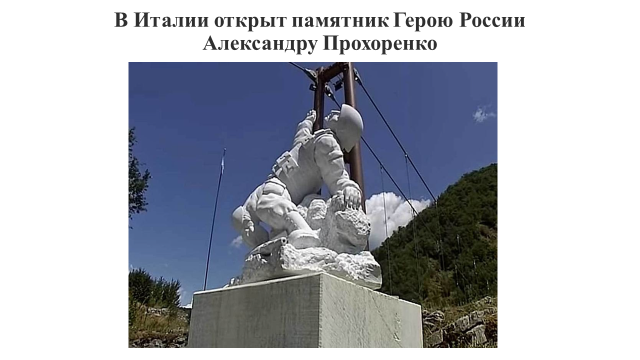 В Италии открыт памятник Герою России
Александру Прохоренко